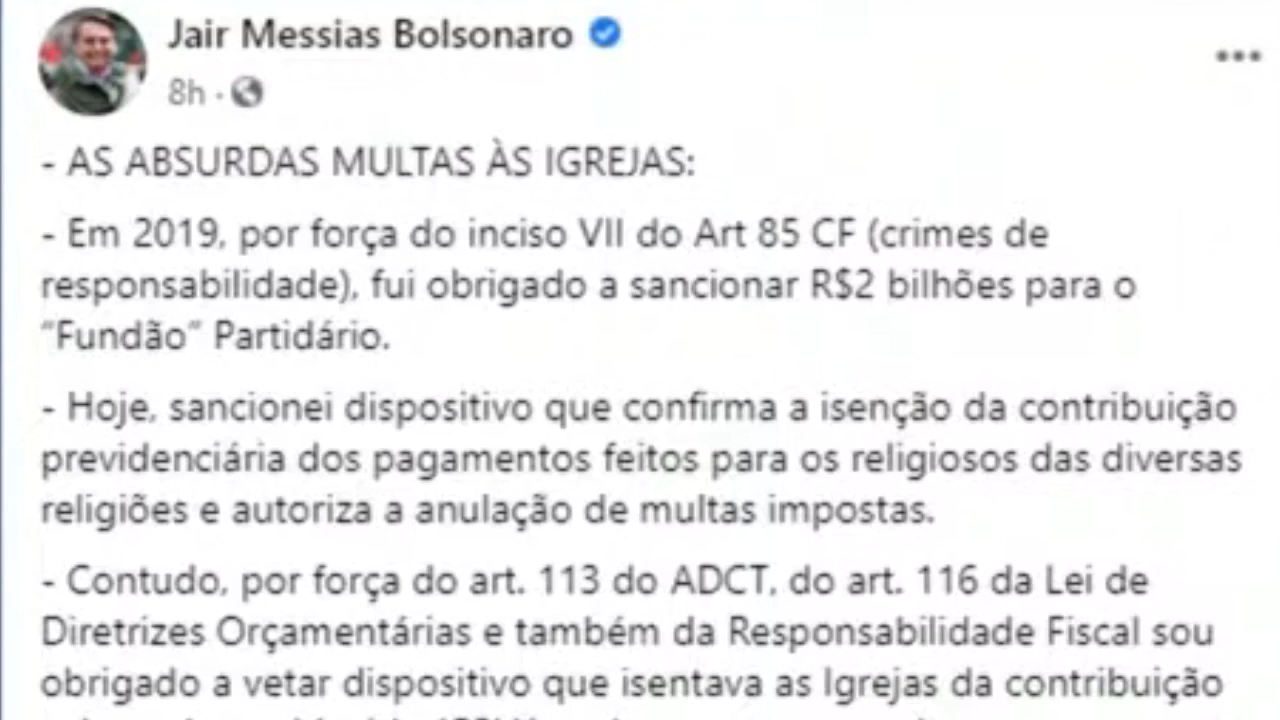 Jair Messias Bolsonaro
8h ·
- AS ABSURDAS MULTAS ÀS IGREJAS:
- Em 2019, por força do inciso VII do Art 85 CF (crimes de
responsabilidade), fui obrigado a sancionar R$2 bilhões para o
“Fundão” Partidário.
- Hoje, sancionei dispositivo que confirma a isenção da contribuição
previdenciária dos pagamentos feitos para os religiosos das diversas
religiões e autoriza a anulação de multas impostas.
- Contudo, por força do art. 113 do ADCT, do art. 116 da Lei de
Diretrizes Orçamentárias e também da Responsabilidade Fiscal sou
obrigado a vetar dispositivo que isentava as Igrejas da contribuição